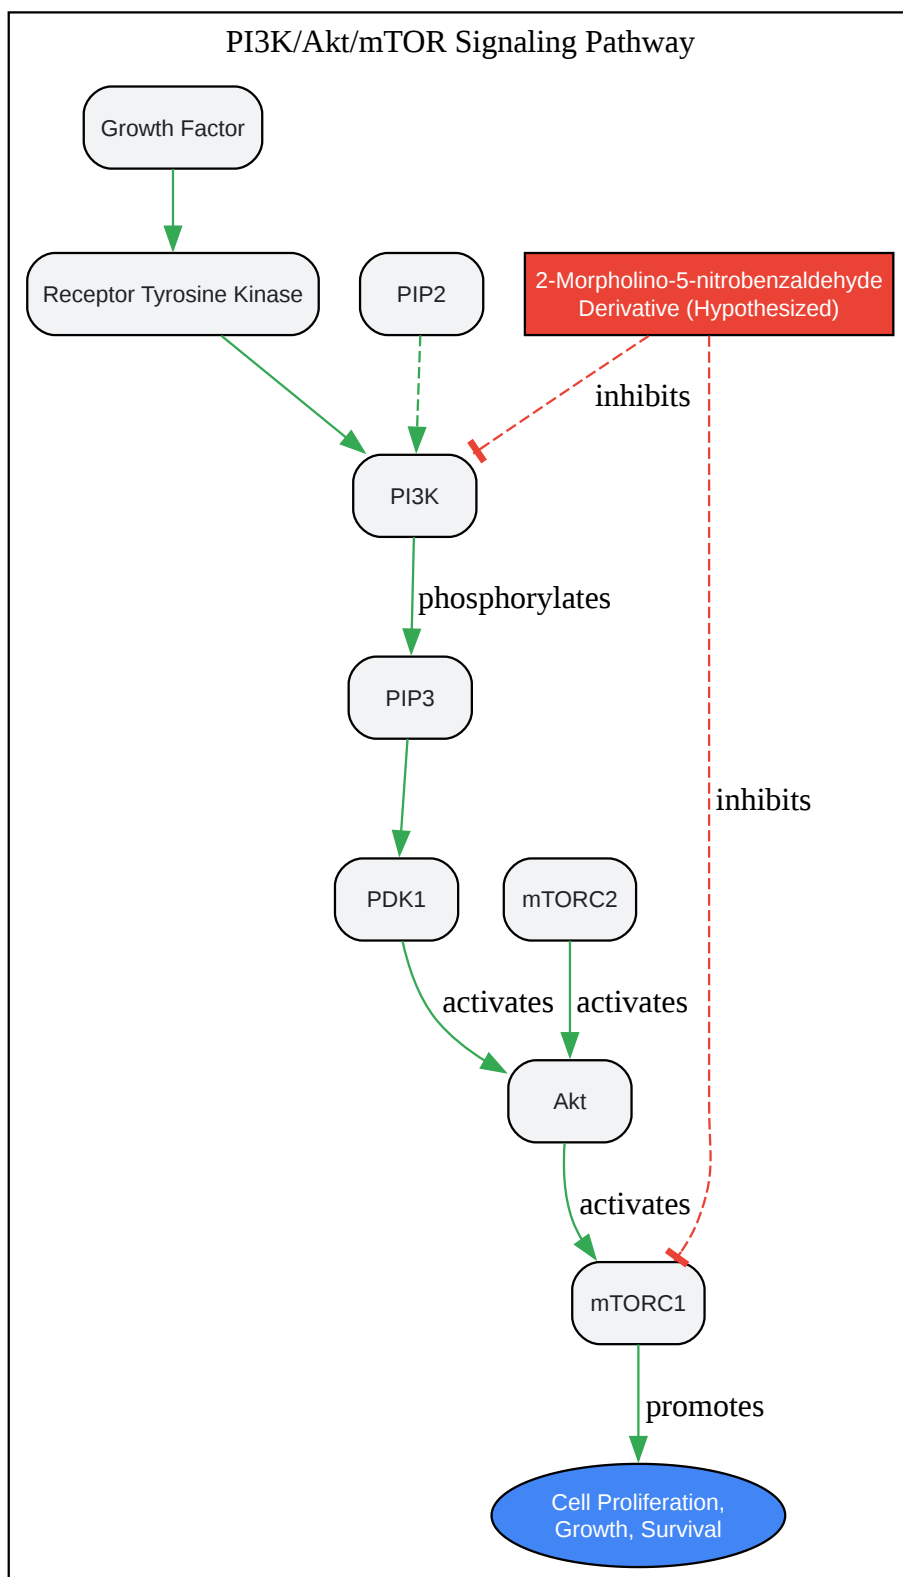 PI3K/Akt/mTOR Signaling Pathway
Growth Factor
Receptor Tyrosine Kinase
PIP2
2-Morpholino-5-nitrobenzaldehyde
Derivative (Hypothesized)
inhibits
PI3K
phosphorylates
PIP3
inhibits
PDK1
mTORC2
activates
activates
Akt
activates
mTORC1
promotes
Cell Proliferation,
Growth, Survival